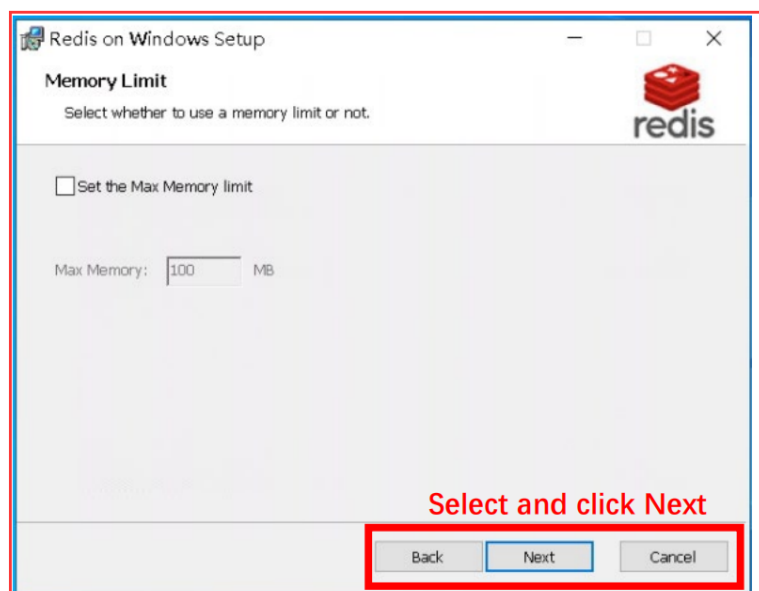 Redis on Windows Setup
Memory Limit
Select whether to use a memory limit or not.
redis
Set the Max Memory limit
Max Memory: 100 MB
Select and click Next
Back Next Cancel